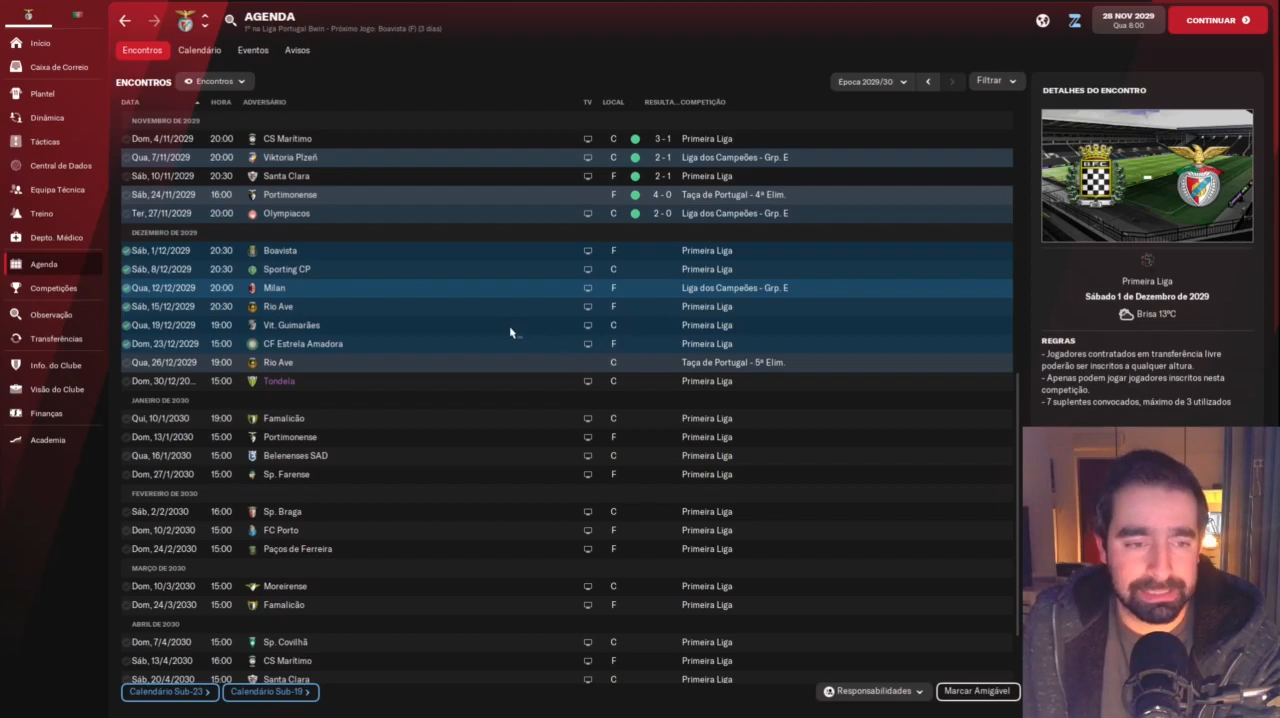 AGENDA
1º na Liga Portugal Bwin - Próximo Jogo: Boavista (F) (3 dias)
28 NOV 2029
Qua 8:00
CONTINUAR
Início
Caixa de Correio
Plantel
Dinâmica
Tácticas
Central de Dados
Equipa Técnica
Treino
Depto. Médico
Agenda
Competições
Observação
Transferências
Info. do Clube
Visão do Clube
Finanças
Academia
Encontros Calendário Eventos Avisos
ENCONTROS Encontros Época 2029/30 Filtrar
DATA HORA ADVERSÁRIO TV LOCAL RESULTA... COMPETIÇÃO
NOVEMBRO DE 2029
Dom, 4/11/2029 20:00 CS Marítimo C 3 - 1 Primeira Liga
Qua, 7/11/2029 20:00 Viktoria Plzeň C 2 - 1 Liga dos Campeões - Grp. E
Sáb, 10/11/2029 20:30 Santa Clara F 2 - 1 Primeira Liga
Sáb, 24/11/2029 16:00 Portimonense F 4 - 0 Taça de Portugal - 4ª Elim.
Ter, 27/11/2029 20:00 Olympiacos C 2 - 0 Liga dos Campeões - Grp. E
DEZEMBRO DE 2029
Sáb, 1/12/2029 20:30 Boavista F Primeira Liga
Sáb, 8/12/2029 20:30 Sporting CP C Primeira Liga
Qua, 12/12/2029 20:00 Milan F Liga dos Campeões - Grp. E
Sáb, 15/12/2029 20:30 Rio Ave F Primeira Liga
Qua, 19/12/2029 19:00 Vit. Guimarães C Primeira Liga
Dom, 23/12/2029 15:00 CF Estrela Amadora F Primeira Liga
Qua, 26/12/2029 19:00 Rio Ave C Taça de Portugal - 5ª Elim.
Dom, 30/12/20... 15:00 Tondela C Primeira Liga
JANEIRO DE 2030
Qui, 10/1/2030 19:00 Famalicão C Primeira Liga
Dom, 13/1/2030 15:00 Portimonense F Primeira Liga
Qua, 16/1/2030 15:00 Belenenses SAD C Primeira Liga
Dom, 27/1/2030 15:00 Sp. Farense F Primeira Liga
FEVEREIRO DE 2030
Sáb, 2/2/2030 16:00 Sp. Braga C Primeira Liga
Dom, 10/2/2030 15:00 FC Porto F Primeira Liga
Dom, 24/2/2030 15:00 Paços de Ferreira F Primeira Liga
MARÇO DE 2030
Dom, 10/3/2030 15:00 Moreirense C Primeira Liga
Dom, 24/3/2030 15:00 Famalicão F Primeira Liga
ABRIL DE 2030
Dom, 7/4/2030 15:00 Sp. Covilhã C Primeira Liga
Sáb, 13/4/2030 16:00 CS Marítimo F Primeira Liga
Sáb, 20/4/2030 15:00 Santa Clara C Primeira Liga
Calendário Sub-23 Calendário Sub-19 Responsabilidades Marcar Amigável
DETALHES DO ENCONTRO
B.F.C.
-
Primeira Liga
Sábado 1 de Dezembro de 2029
Brisa 13ºC
REGRAS
- Jogadores contratados em transferência livre
poderão ser inscritos a qualquer altura.
- Apenas podem jogar jogadores inscritos nesta
competição.
- 7 suplentes convocados, máximo de 3 utilizados